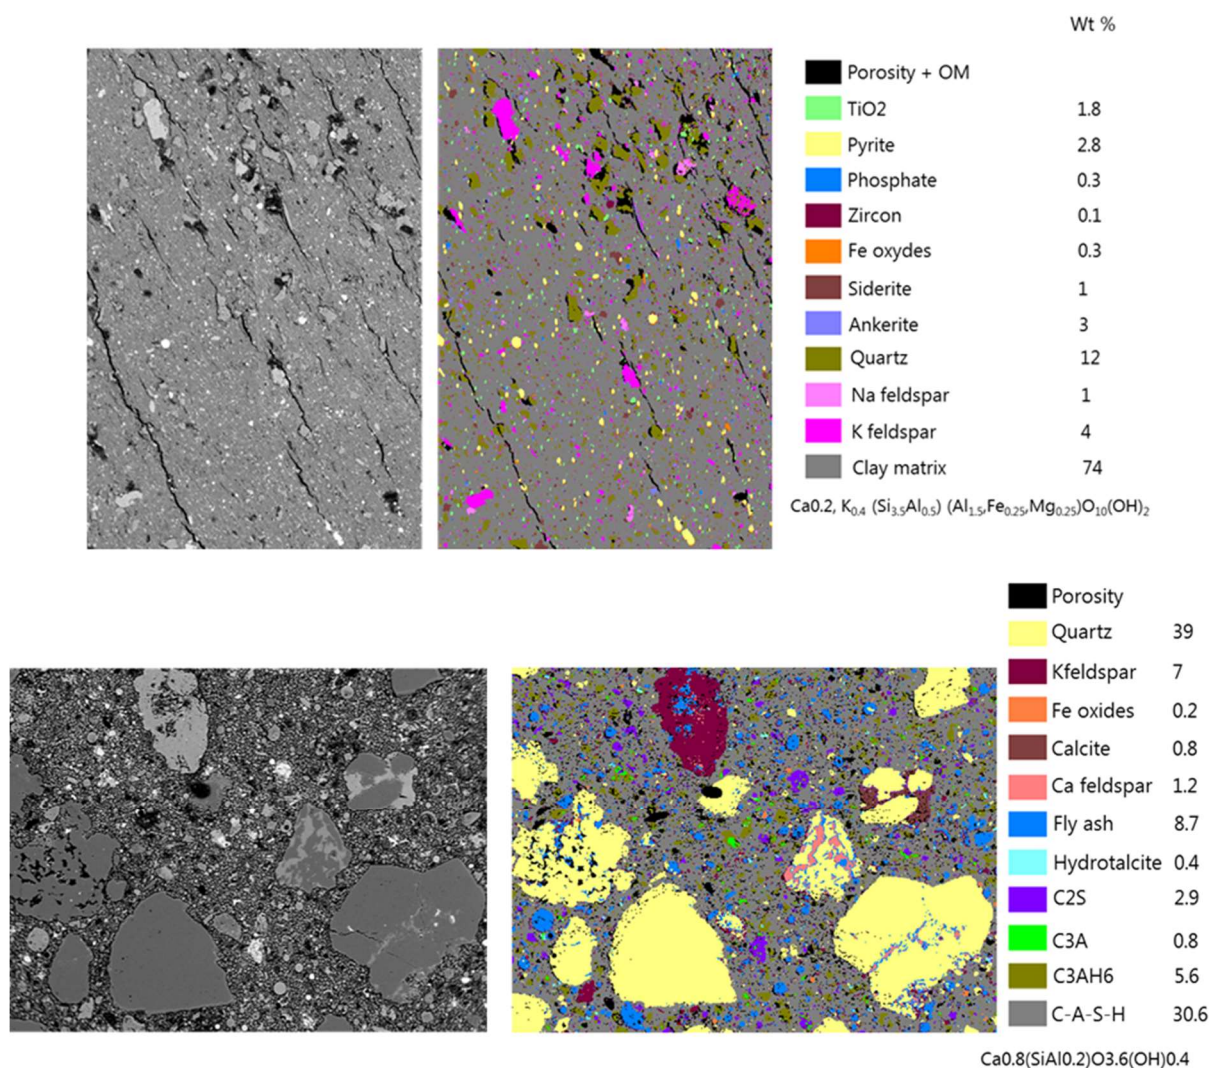 Wt %
Porosity + OM
TiO2 1.8
Pyrite 2.8
Phosphate 0.3
Zircon 0.1
Fe oxydes 0.3
Siderite 1
Ankerite 3
Quartz 12
Na feldspar 1
K feldspar 4
Clay matrix 74
Ca0.2, K₀.₄ (Si₃.₅Al₀.₅) (Al₁.₅,Fe₀.₂₅,Mg₀.₂₅)O₁₀(OH)₂
Porosity
Quartz 39
Kfeldspar 7
Fe oxides 0.2
Calcite 0.8
Ca feldspar 1.2
Fly ash 8.7
Hydrotalcite 0.4
C2S 2.9
C3A 0.8
C3AH6 5.6
C-A-S-H 30.6
Ca0.8(SiAl0.2)O3.6(OH)0.4